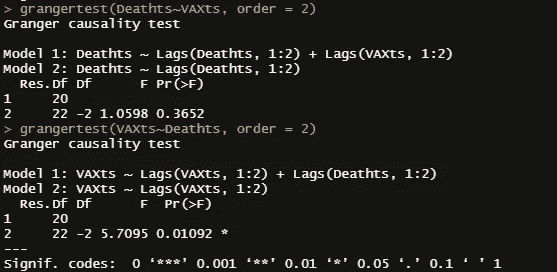 > grangertest(Deathts~VAXts, order = 2)
Granger causality test
Model 1: Deathts ~ Lags(Deathts, 1:2) + Lags(VAXts, 1:2)
Model 2: Deathts ~ Lags(Deathts, 1:2)
Res.Df Df F Pr(>F)
1 20
2 22 -2 1.0598 0.3652
> grangertest(VAXts~Deathts, order = 2)
Granger causality test
Model 1: VAXts ~ Lags(VAXts, 1:2) + Lags(Deathts, 1:2)
Model 2: VAXts ~ Lags(VAXts, 1:2)
Res.Df Df F Pr(>F)
1 20
2 22 -2 5.7095 0.01092 *
---
Signif. codes: 0 ‘***’ 0.001 ‘**’ 0.01 ‘*’ 0.05 ‘.’ 0.1 ‘ ’ 1